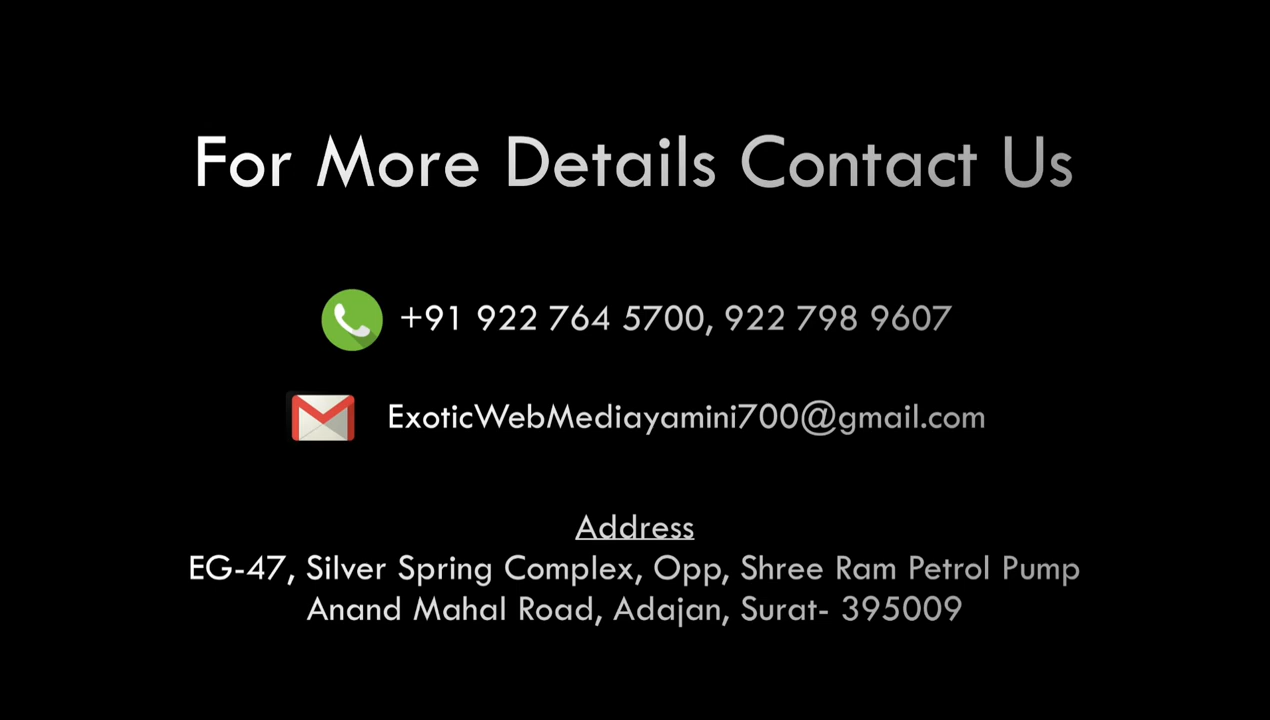 For More Details Contact Us
+91 922 764 5700, 922 798 9607
ExoticWebMediayamini700@gmail.com
Address
EG-47, Silver Spring Complex, Opp, Shree Ram Petrol Pump
Anand Mahal Road, Adajan, Surat- 395009